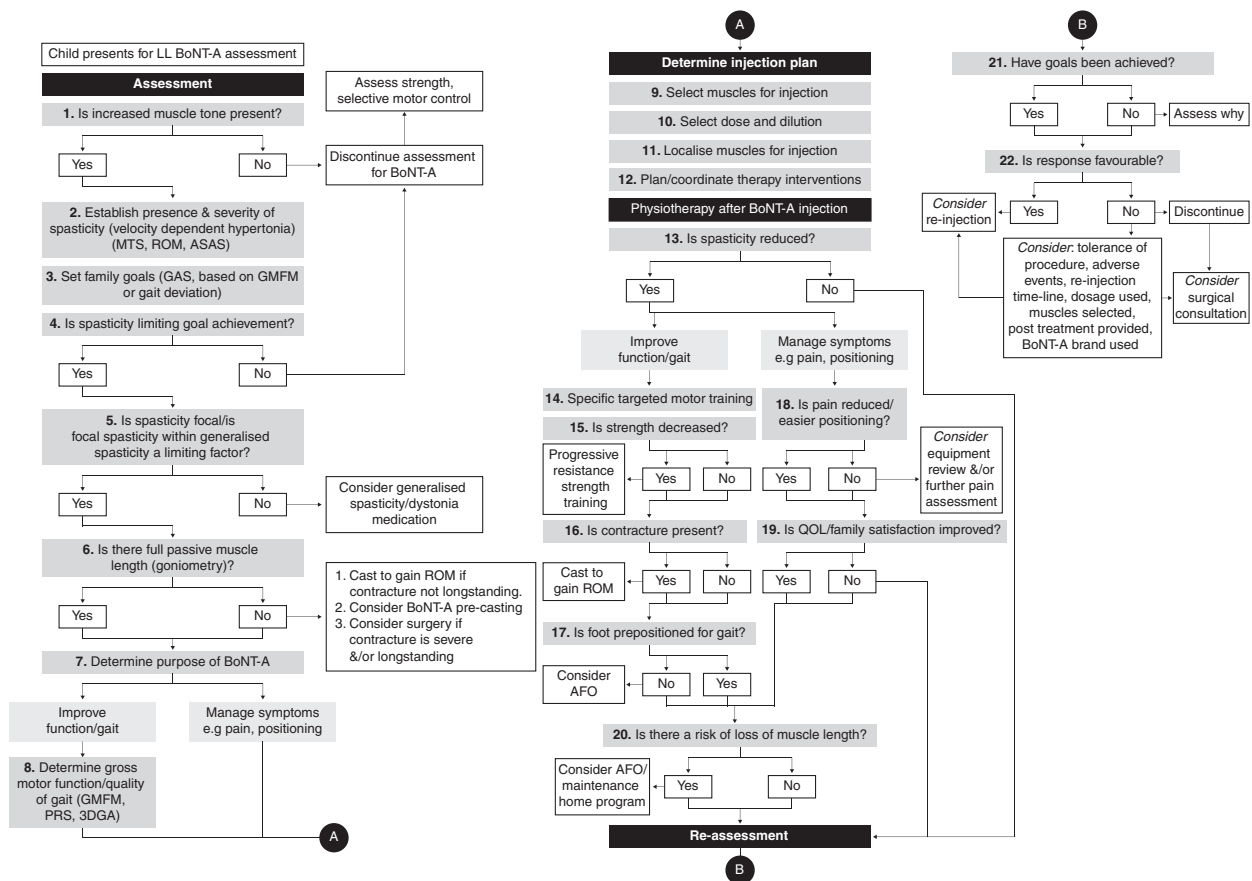 Child presents for LL BoNT-A assessment
Assessment
1. Is increased muscle tone present?
Yes
No
Assess strength,
selective motor control
Discontinue assessment
for BoNT-A
2. Establish presence & severity of
spasticity (velocity dependent hypertonia)
(MTS, ROM, ASAS)
3. Set family goals (GAS, based on GMFM
or gait deviation)
4. Is spasticity limiting goal achievement?
Yes
No
5. Is spasticity focal/is
focal spasticity within generalised
spasticity a limiting factor?
Yes
No
Consider generalised
spasticity/dystonia
medication
6. Is there full passive muscle
length (goniometry)?
Yes
No
1. Cast to gain ROM if
contracture not longstanding.
2. Consider BoNT-A pre-casting
3. Consider surgery if
contracture is severe
&/or longstanding
7. Determine purpose of BoNT-A
Improve
function/gait
Manage symptoms
e.g pain, positioning
8. Determine gross
motor function/quality
of gait (GMFM,
PRS, 3DGA)
A
A
Determine injection plan
9. Select muscles for injection
10. Select dose and dilution
11. Localise muscles for injection
12. Plan/coordinate therapy interventions
Physiotherapy after BoNT-A injection
13. Is spasticity reduced?
Yes
No
Improve
function/gait
Manage symptoms
e.g pain, positioning
14. Specific targeted motor training
15. Is strength decreased?
Progressive
resistance
strength
training
Yes
No
18. Is pain reduced/
easier positioning?
Yes
No
Consider
equipment
review &/or
further pain
assessment
16. Is contracture present?
Cast to
gain ROM
Yes
No
19. Is QOL/family satisfaction improved?
Yes
No
17. Is foot prepositioned for gait?
Consider
AFO
No
Yes
20. Is there a risk of loss of muscle length?
Consider AFO/
maintenance
home program
Yes
No
Re-assessment
B
B
21. Have goals been achieved?
Yes
No
Assess why
22. Is response favourable?
Consider
re-injection
Yes
No
Discontinue
Consider: tolerance of
procedure, adverse
events, re-injection
time-line, dosage used,
muscles selected,
post treatment provided,
BoNT-A brand used
Consider
surgical
consultation